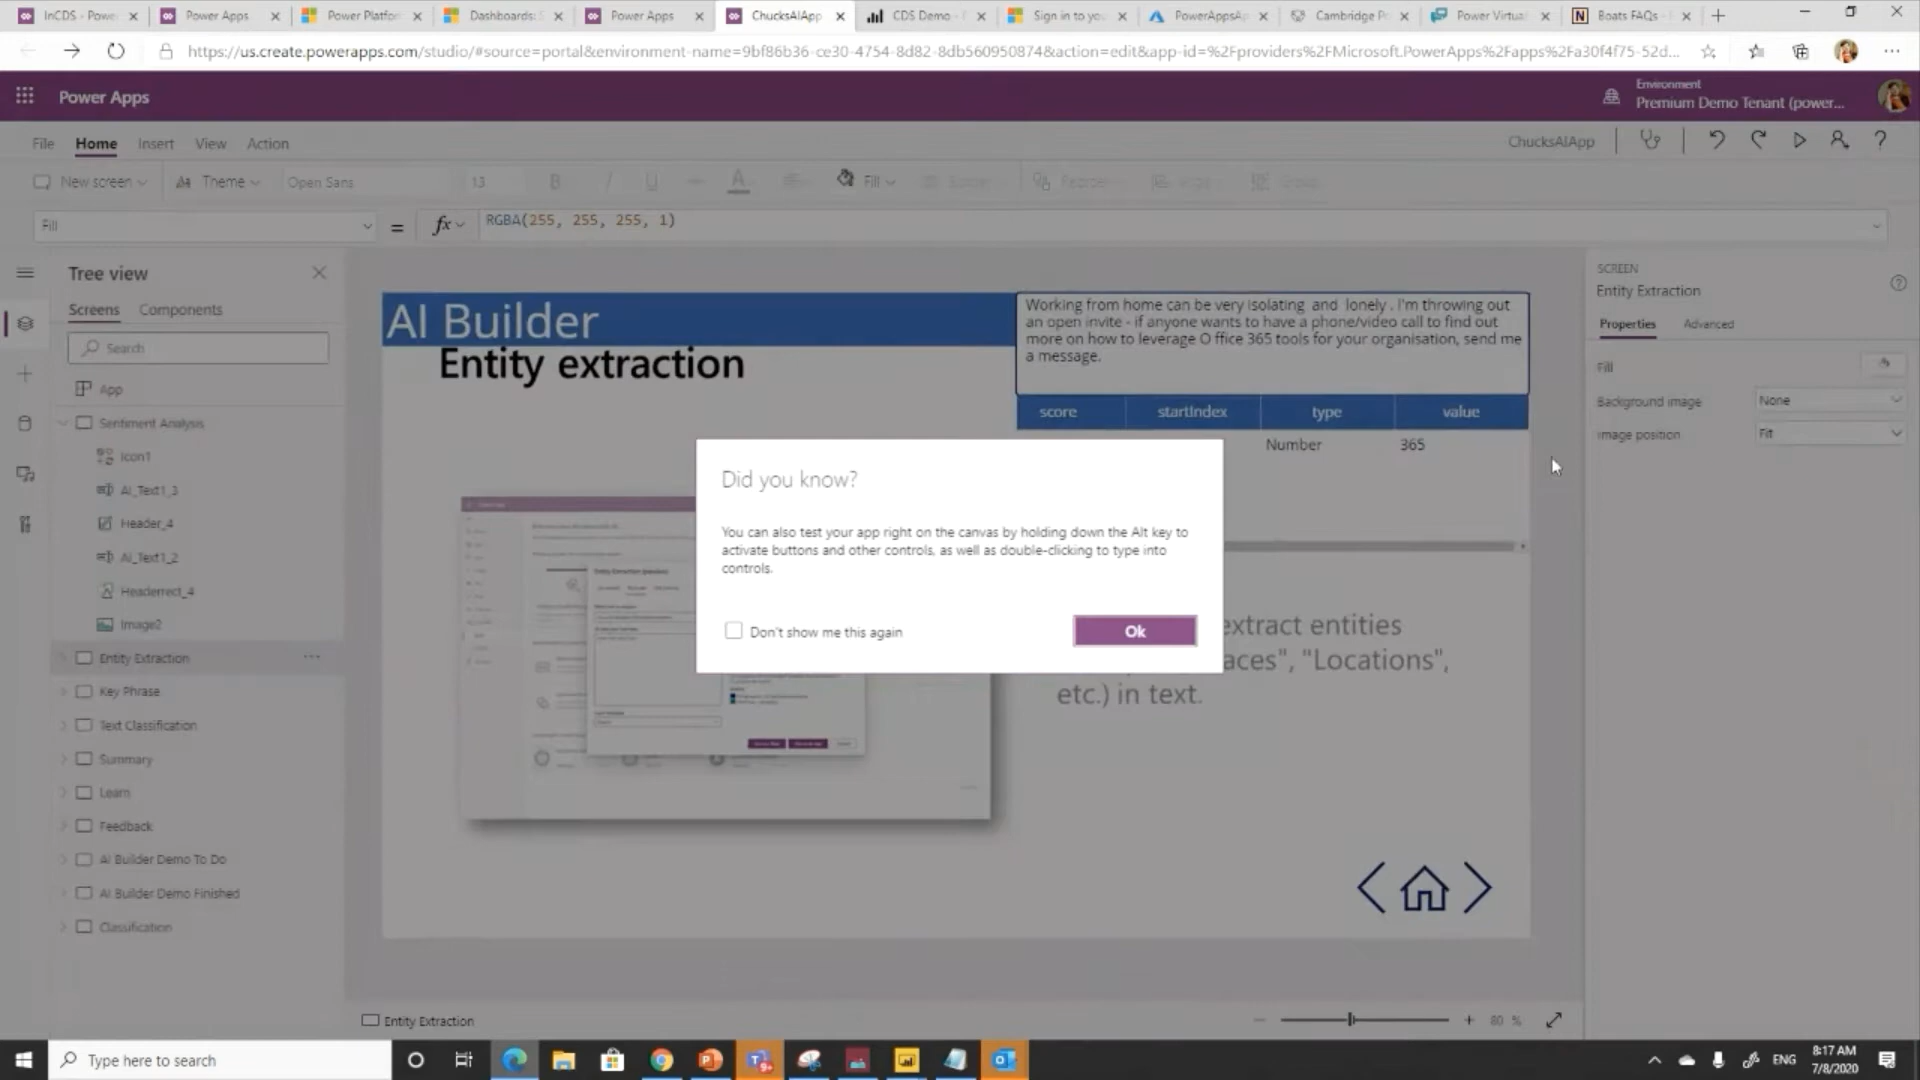 InCDS - Powe
Power Apps
Power Platfor
Dashboards:
Power Apps
ChucksAIApp
CDS Demo -
Sign in to you
PowerAppsA
Cambridge P
Power Virtua
Boats FAQs -
https://us.create.powerapps.com/studio/#source=portal&environment-name=9bf86b36-ce30-4754-8d82-8db560950874&action=edit&app-id=%2Fproviders%2FMicrosoft.PowerApps%2Fapps%2Fa30f4f75-52d...
Power Apps
Environment
Premium Demo Tenant (power...
File
Home
Insert
View
Action
ChucksAIApp
New screen
Theme
Open Sans
13
Fill
Border
Reorder
Align
Group
Fill
= fx
RGBA(255, 255, 255, 1)
Tree view
Screens
Components
Search
App
Sentiment Analysis
Icon1
AI_Text1_3
Header_4
AI_Text1_2
Headerrect_4
Image2
Entity Extraction
Key Phrase
Text Classification
Summary
Learn
Feedback
AI Builder Demo To Do
AI Builder Demo Finished
Classification
AI Builder
Entity extraction
Working from home can be very isolating and lonely . I'm throwing out
an open invite - if anyone wants to have a phone/video call to find out
more on how to leverage O ffice 365 tools for your organisation, send me
a message.
score startIndex type value
Number 365
extract entities
aces", "Locations",
etc.) in text.
Did you know?
You can also test your app right on the canvas by holding down the Alt key to
activate buttons and other controls, as well as double-clicking to type into
controls.
Don't show me this again
Ok
SCREEN
Entity Extraction
Properties
Advanced
Fill
Background image
None
Image position
Fit
Entity Extraction
80 %
Type here to search
ENG
8:17 AM
7/8/2020